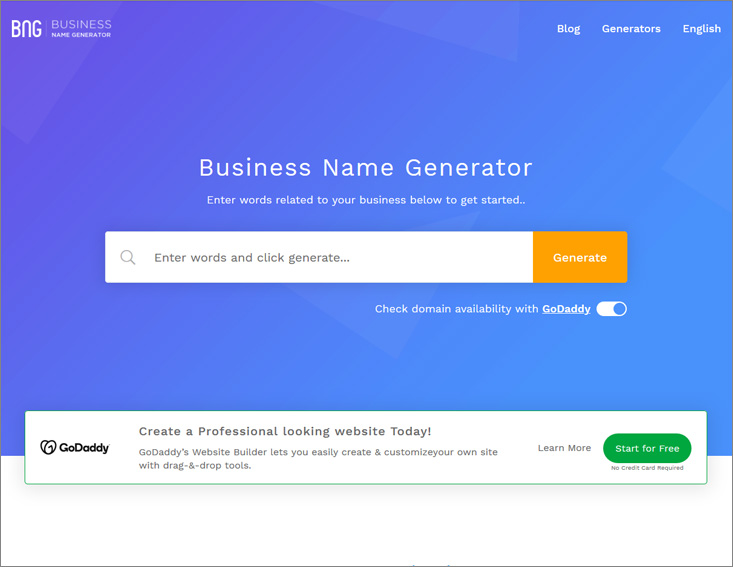 BNG BUSINESS
NAME GENERATOR
Blog Generators English
Business Name Generator
Enter words related to your business below to get started..
Enter words and click generate...
Generate
Check domain availability with GoDaddy
GoDaddy
Create a Professional looking website Today!
GoDaddy's Website Builder lets you easily create & customizeyour own site
with drag-&-drop tools.
Learn More
Start for Free
No Credit Card Required